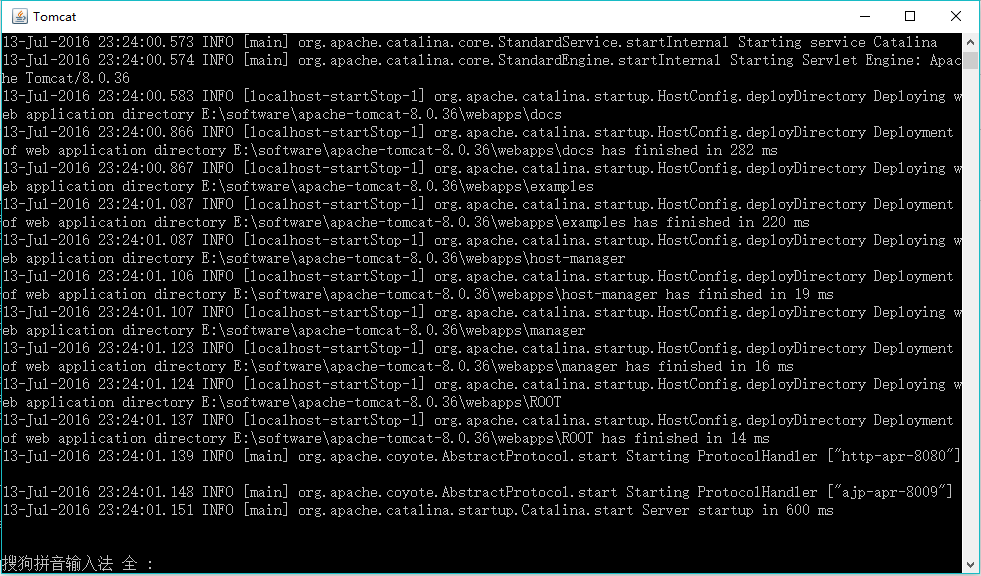 Tomcat
13-Jul-2016 23:24:00.573 INFO [main] org.apache.catalina.core.StandardService.startInternal Starting service Catalina
13-Jul-2016 23:24:00.574 INFO [main] org.apache.catalina.core.StandardEngine.startInternal Starting Servlet Engine: Apac
he Tomcat/8.0.36
13-Jul-2016 23:24:00.583 INFO [localhost-startStop-1] org.apache.catalina.startup.HostConfig.deployDirectory Deploying w
eb application directory E:\software\apache-tomcat-8.0.36\webapps\docs
13-Jul-2016 23:24:00.866 INFO [localhost-startStop-1] org.apache.catalina.startup.HostConfig.deployDirectory Deployment
of web application directory E:\software\apache-tomcat-8.0.36\webapps\docs has finished in 282 ms
13-Jul-2016 23:24:00.867 INFO [localhost-startStop-1] org.apache.catalina.startup.HostConfig.deployDirectory Deploying w
eb application directory E:\software\apache-tomcat-8.0.36\webapps\examples
13-Jul-2016 23:24:01.087 INFO [localhost-startStop-1] org.apache.catalina.startup.HostConfig.deployDirectory Deployment
of web application directory E:\software\apache-tomcat-8.0.36\webapps\examples has finished in 220 ms
13-Jul-2016 23:24:01.087 INFO [localhost-startStop-1] org.apache.catalina.startup.HostConfig.deployDirectory Deploying w
eb application directory E:\software\apache-tomcat-8.0.36\webapps\host-manager
13-Jul-2016 23:24:01.106 INFO [localhost-startStop-1] org.apache.catalina.startup.HostConfig.deployDirectory Deployment
of web application directory E:\software\apache-tomcat-8.0.36\webapps\host-manager has finished in 19 ms
13-Jul-2016 23:24:01.107 INFO [localhost-startStop-1] org.apache.catalina.startup.HostConfig.deployDirectory Deploying w
eb application directory E:\software\apache-tomcat-8.0.36\webapps\manager
13-Jul-2016 23:24:01.123 INFO [localhost-startStop-1] org.apache.catalina.startup.HostConfig.deployDirectory Deployment
of web application directory E:\software\apache-tomcat-8.0.36\webapps\manager has finished in 16 ms
13-Jul-2016 23:24:01.124 INFO [localhost-startStop-1] org.apache.catalina.startup.HostConfig.deployDirectory Deploying w
eb application directory E:\software\apache-tomcat-8.0.36\webapps\ROOT
13-Jul-2016 23:24:01.137 INFO [localhost-startStop-1] org.apache.catalina.startup.HostConfig.deployDirectory Deployment
of web application directory E:\software\apache-tomcat-8.0.36\webapps\ROOT has finished in 14 ms
13-Jul-2016 23:24:01.139 INFO [main] org.apache.coyote.AbstractProtocol.start Starting ProtocolHandler ["http-apr-8080"]
13-Jul-2016 23:24:01.148 INFO [main] org.apache.coyote.AbstractProtocol.start Starting ProtocolHandler ["ajp-apr-8009"]
13-Jul-2016 23:24:01.151 INFO [main] org.apache.catalina.startup.Catalina.start Server startup in 600 ms
搜狗拼音输入法 全 :